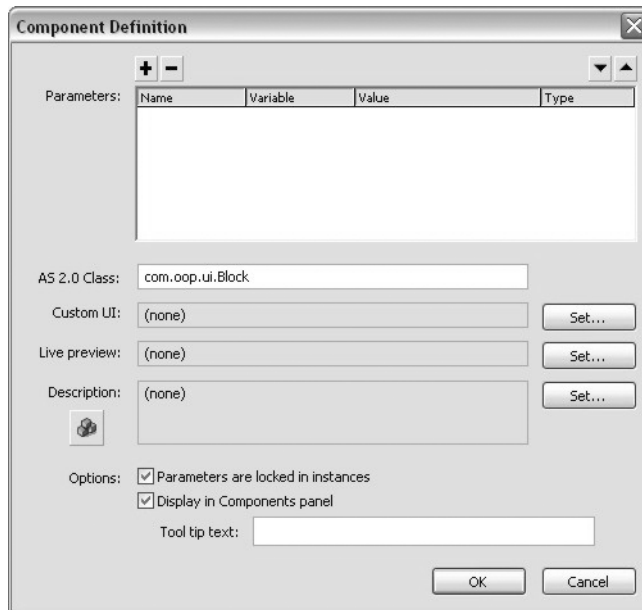 Component Definition
Parameters:
Name Variable Value Type
AS 2.0 Class: com.oop.ui.Block
Custom UI: (none) Set...
Live preview: (none) Set...
Description: (none) Set...
Options: Parameters are locked in instances
Display in Components panel
Tool tip text:
OK Cancel